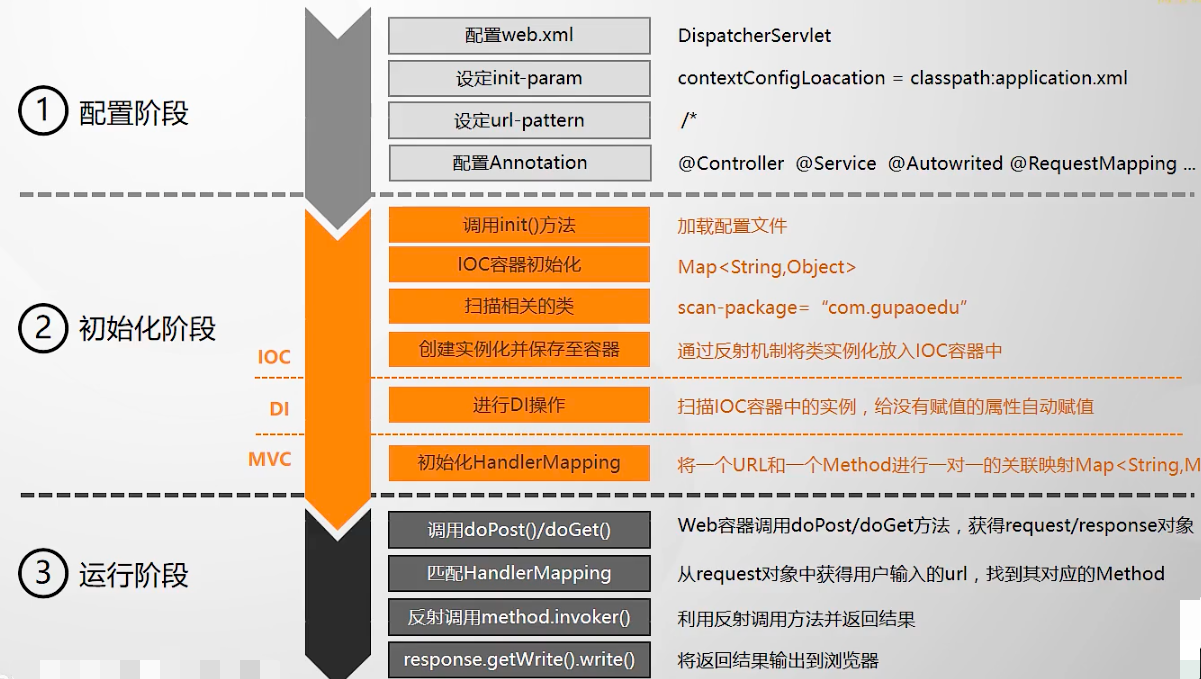 ① 配置阶段
配置web.xml DispatcherServlet
设定init-param contextConfigLoacation = classpath:application.xml
设定url-pattern /*
配置Annotation @Controller @Service @Autowrited @RequestMapping ...
② 初始化阶段
调用init()方法 加载配置文件
IOC容器初始化 Map<String,Object>
扫描相关的类 scan-package=“com.gupaoedu”
IOC
创建实例化并保存至容器 通过反射机制将类实例化放入IOC容器中
DI
进行DI操作 扫描IOC容器中的实例，给没有赋值的属性自动赋值
MVC
初始化HandlerMapping 将一个URL和一个Method进行一对一的关联映射Map<String,M
③ 运行阶段
调用doPost()/doGet() Web容器调用doPost/doGet方法，获得request/response对象
匹配HandlerMapping 从request对象中获得用户输入的url，找到其对应的Method
反射调用method.invoker() 利用反射调用方法并返回结果
response.getWrite().write() 将返回结果输出到浏览器